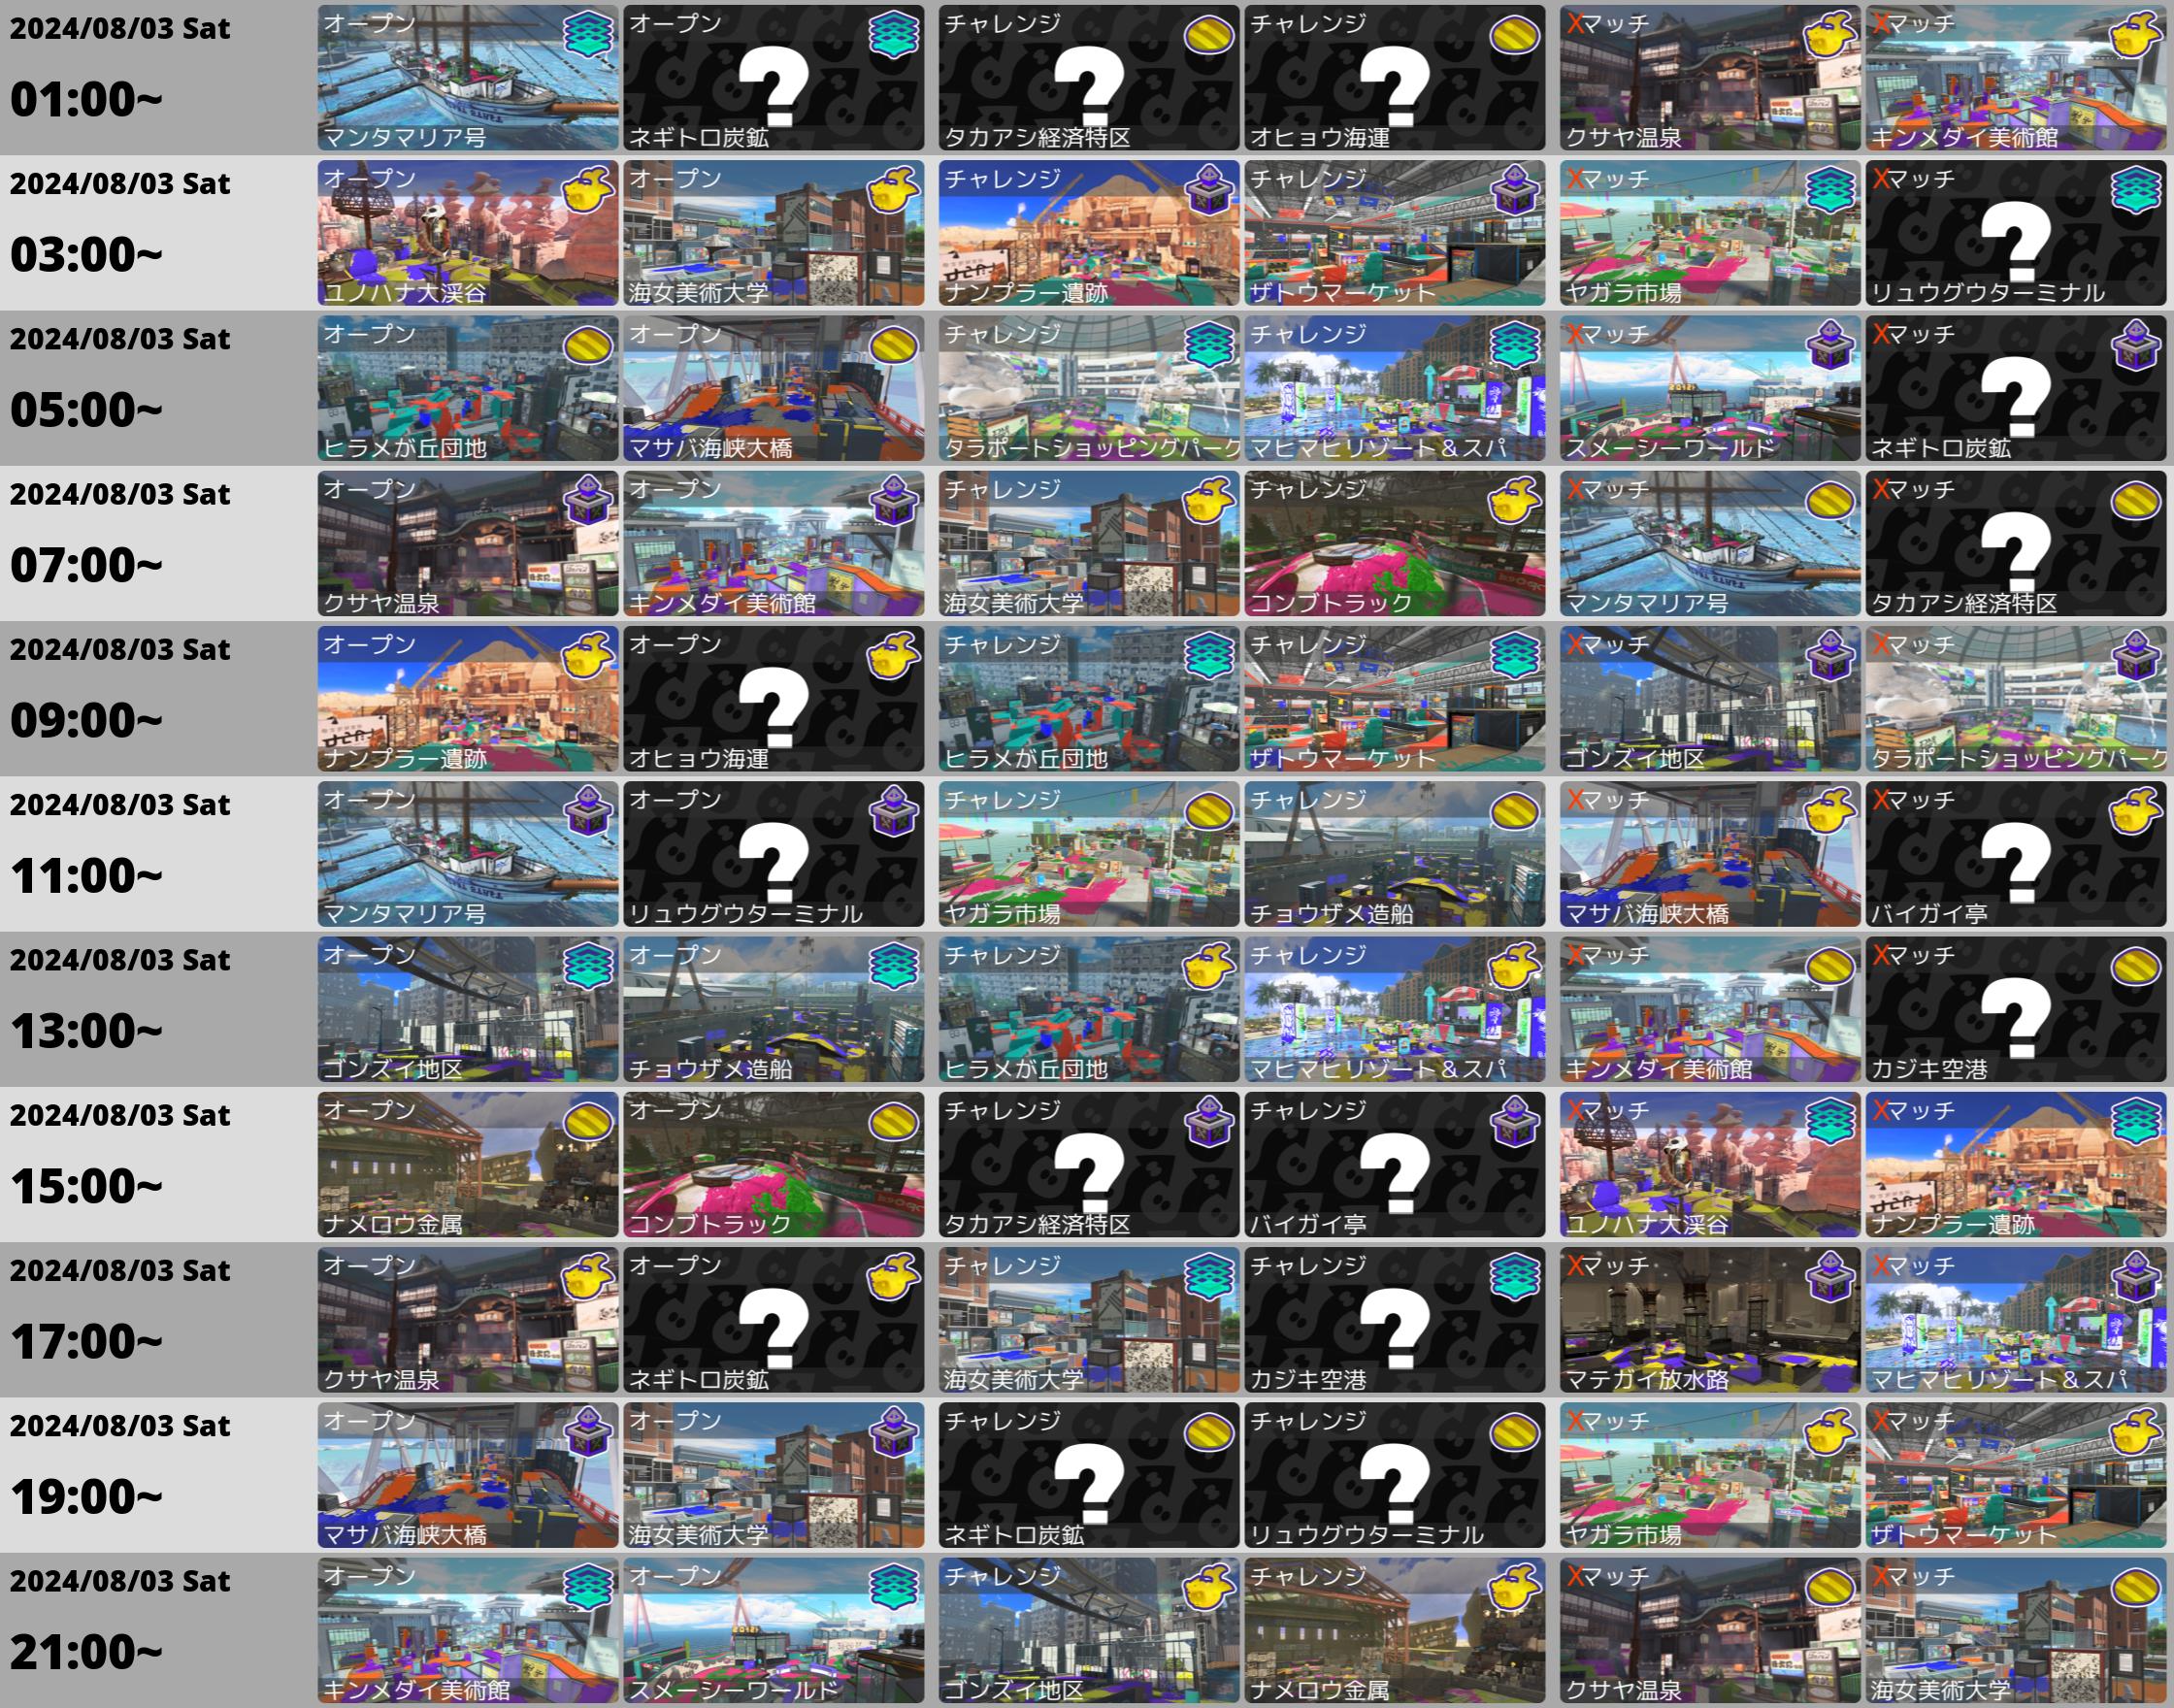 2024/08/03 Sat
01:00~
オープン
マンタマリア号
オープン
ネギトロ炭鉱
チャレンジ
タカアシ経済特区
チャレンジ
オヒョウ海運
Xマッチ
クサヤ温泉
Xマッチ
キンメダイ美術館
2024/08/03 Sat
03:00~
オープン
ユノハナ大渓谷
オープン
海女美術大学
チャレンジ
ナンプラー遺跡
チャレンジ
ザトウマーケット
Xマッチ
ヤガラ市場
Xマッチ
リュウグウターミナル
2024/08/03 Sat
05:00~
オープン
ヒラメが丘団地
オープン
マサバ海峡大橋
チャレンジ
タラポートショッピングパーク
チャレンジ
マヒマヒリゾート＆スパ
Xマッチ
スメーシーワールド
Xマッチ
ネギトロ炭鉱
2024/08/03 Sat
07:00~
オープン
クサヤ温泉
オープン
キンメダイ美術館
チャレンジ
海女美術大学
チャレンジ
コンブトラック
Xマッチ
マンタマリア号
Xマッチ
タカアシ経済特区
2024/08/03 Sat
09:00~
オープン
ナンプラー遺跡
オープン
オヒョウ海運
チャレンジ
ヒラメが丘団地
チャレンジ
ザトウマーケット
Xマッチ
ゴンズイ地区
Xマッチ
タラポートショッピングパーク
2024/08/03 Sat
11:00~
オープン
マンタマリア号
オープン
リュウグウターミナル
チャレンジ
ヤガラ市場
チャレンジ
チョウザメ造船
Xマッチ
マサバ海峡大橋
Xマッチ
バイガイ亭
2024/08/03 Sat
13:00~
オープン
ゴンズイ地区
オープン
チョウザメ造船
チャレンジ
ヒラメが丘団地
チャレンジ
マヒマヒリゾート＆スパ
Xマッチ
キンメダイ美術館
Xマッチ
カジキ空港
2024/08/03 Sat
15:00~
オープン
ナメロウ金属
オープン
コンブトラック
チャレンジ
タカアシ経済特区
チャレンジ
バイガイ亭
Xマッチ
ユノハナ大渓谷
Xマッチ
ナンプラー遺跡
2024/08/03 Sat
17:00~
オープン
クサヤ温泉
オープン
ネギトロ炭鉱
チャレンジ
海女美術大学
チャレンジ
カジキ空港
Xマッチ
マテガイ放水路
Xマッチ
マヒマヒリゾート＆スパ
2024/08/03 Sat
19:00~
オープン
マサバ海峡大橋
オープン
海女美術大学
チャレンジ
ネギトロ炭鉱
チャレンジ
リュウグウターミナル
Xマッチ
ヤガラ市場
Xマッチ
ザトウマーケット
2024/08/03 Sat
21:00~
オープン
キンメダイ美術館
オープン
スメーシーワールド
チャレンジ
ゴンズイ地区
チャレンジ
ナメロウ金属
Xマッチ
クサヤ温泉
Xマッチ
海女美術大学